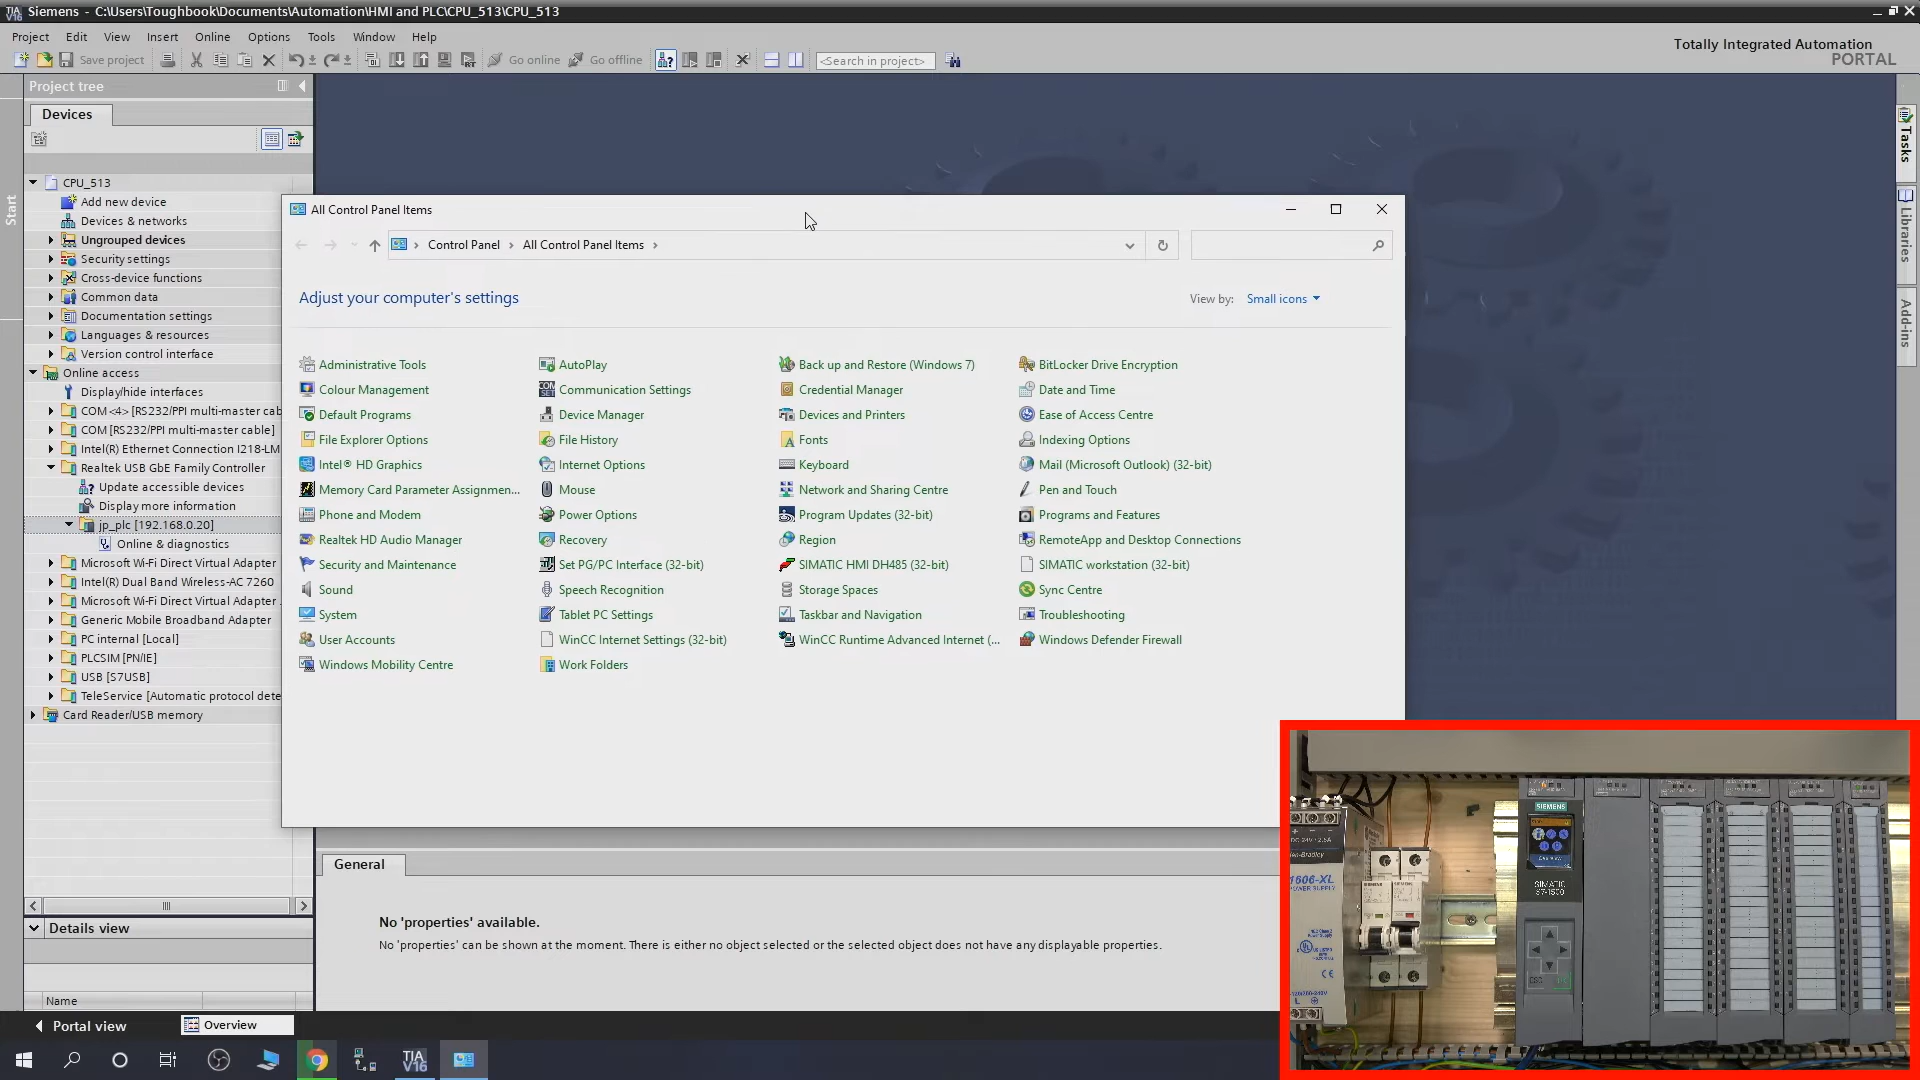 TIA V16 Siemens - C:\Users\Toughbook\Documents\Automation\HMI and PLC\CPU_513\CPU_513
Project Edit View Insert Online Options Tools Window Help
Totally Integrated Automation
PORTAL
Save project
Go online
Go offline
<Search in project>
Project tree
Devices
Start
CPU_513
Add new device
Devices & networks
Ungrouped devices
Security settings
Cross-device functions
Common data
Documentation settings
Languages & resources
Version control interface
Online access
Display/hide interfaces
COM <4> [RS232/PPI multi-master cab
COM [RS232/PPI multi-master cable]
Intel(R) Ethernet Connection I218-LM
Realtek USB GbE Family Controller
Update accessible devices
Display more information
jp_plc [192.168.0.20]
Online & diagnostics
Microsoft Wi-Fi Direct Virtual Adapter
Intel(R) Dual Band Wireless-AC 7260
Microsoft Wi-Fi Direct Virtual Adapter
Generic Mobile Broadband Adapter
PC internal [Local]
PLCSIM [PN/IE]
USB [S7USB]
TeleService [Automatic protocol dete
Card Reader/USB memory
Details view
Name
Portal view
Overview
All Control Panel Items
Control Panel > All Control Panel Items >
Adjust your computer's settings
View by: Small icons
Administrative Tools
Colour Management
Default Programs
File Explorer Options
Intel® HD Graphics
Memory Card Parameter Assignmen...
Phone and Modem
Realtek HD Audio Manager
Security and Maintenance
Sound
System
User Accounts
Windows Mobility Centre
AutoPlay
Communication Settings
Device Manager
File History
Internet Options
Mouse
Power Options
Recovery
Set PG/PC Interface (32-bit)
Speech Recognition
Tablet PC Settings
WinCC Internet Settings (32-bit)
Work Folders
Back up and Restore (Windows 7)
Credential Manager
Devices and Printers
Fonts
Keyboard
Network and Sharing Centre
Program Updates (32-bit)
Region
SIMATIC HMI DH485 (32-bit)
Storage Spaces
Taskbar and Navigation
WinCC Runtime Advanced Internet (...
BitLocker Drive Encryption
Date and Time
Ease of Access Centre
Indexing Options
Mail (Microsoft Outlook) (32-bit)
Pen and Touch
Programs and Features
RemoteApp and Desktop Connections
SIMATIC workstation (32-bit)
Sync Centre
Troubleshooting
Windows Defender Firewall
General
No 'properties' available.
No 'properties' can be shown at the moment. There is either no object selected or the selected object does not have any displayable properties.
Tasks
Libraries
Add-ins
TIA
V16
1606-XL
POWER SUPPLY
SIEMENS
SIMATIC
S7-1500